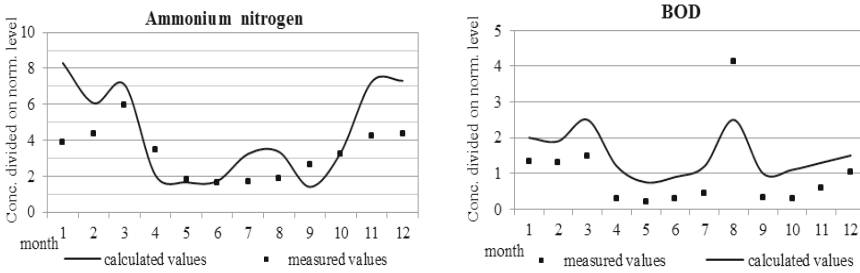 Ammonium nitrogen
Conc. divided on norm. level
10
8
6
4
2
0
1 2 3 4 5 6 7 8 9 10 11 12
month
calculated values measured values
BOD
Conc. divided on norm. level
5
4
3
2
1
0
1 2 3 4 5 6 7 8 9 10 11 12
month
measured values calculated values